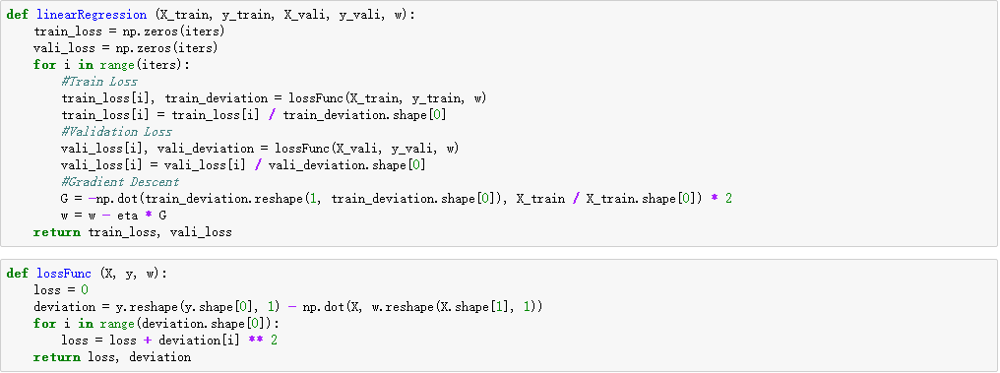 def linearRegression (X_train, y_train, X_vali, y_vali, w):
    train_loss = np.zeros(iters)
    vali_loss = np.zeros(iters)
    for i in range(iters):
        #Train Loss
        train_loss[i], train_deviation = lossFunc(X_train, y_train, w)
        train_loss[i] = train_loss[i] / train_deviation.shape[0]
        #Validation Loss
        vali_loss[i], vali_deviation = lossFunc(X_vali, y_vali, w)
        vali_loss[i] = vali_loss[i] / vali_deviation.shape[0]
        #Gradient Descent
        G = -np.dot(train_deviation.reshape(1, train_deviation.shape[0]), X_train / X_train.shape[0]) * 2
        w = w - eta * G
    return train_loss, vali_loss
def lossFunc (X, y, w):
    loss = 0
    deviation = y.reshape(y.shape[0], 1) - np.dot(X, w.reshape(X.shape[1], 1))
    for i in range(deviation.shape[0]):
        loss = loss + deviation[i] ** 2
    return loss, deviation